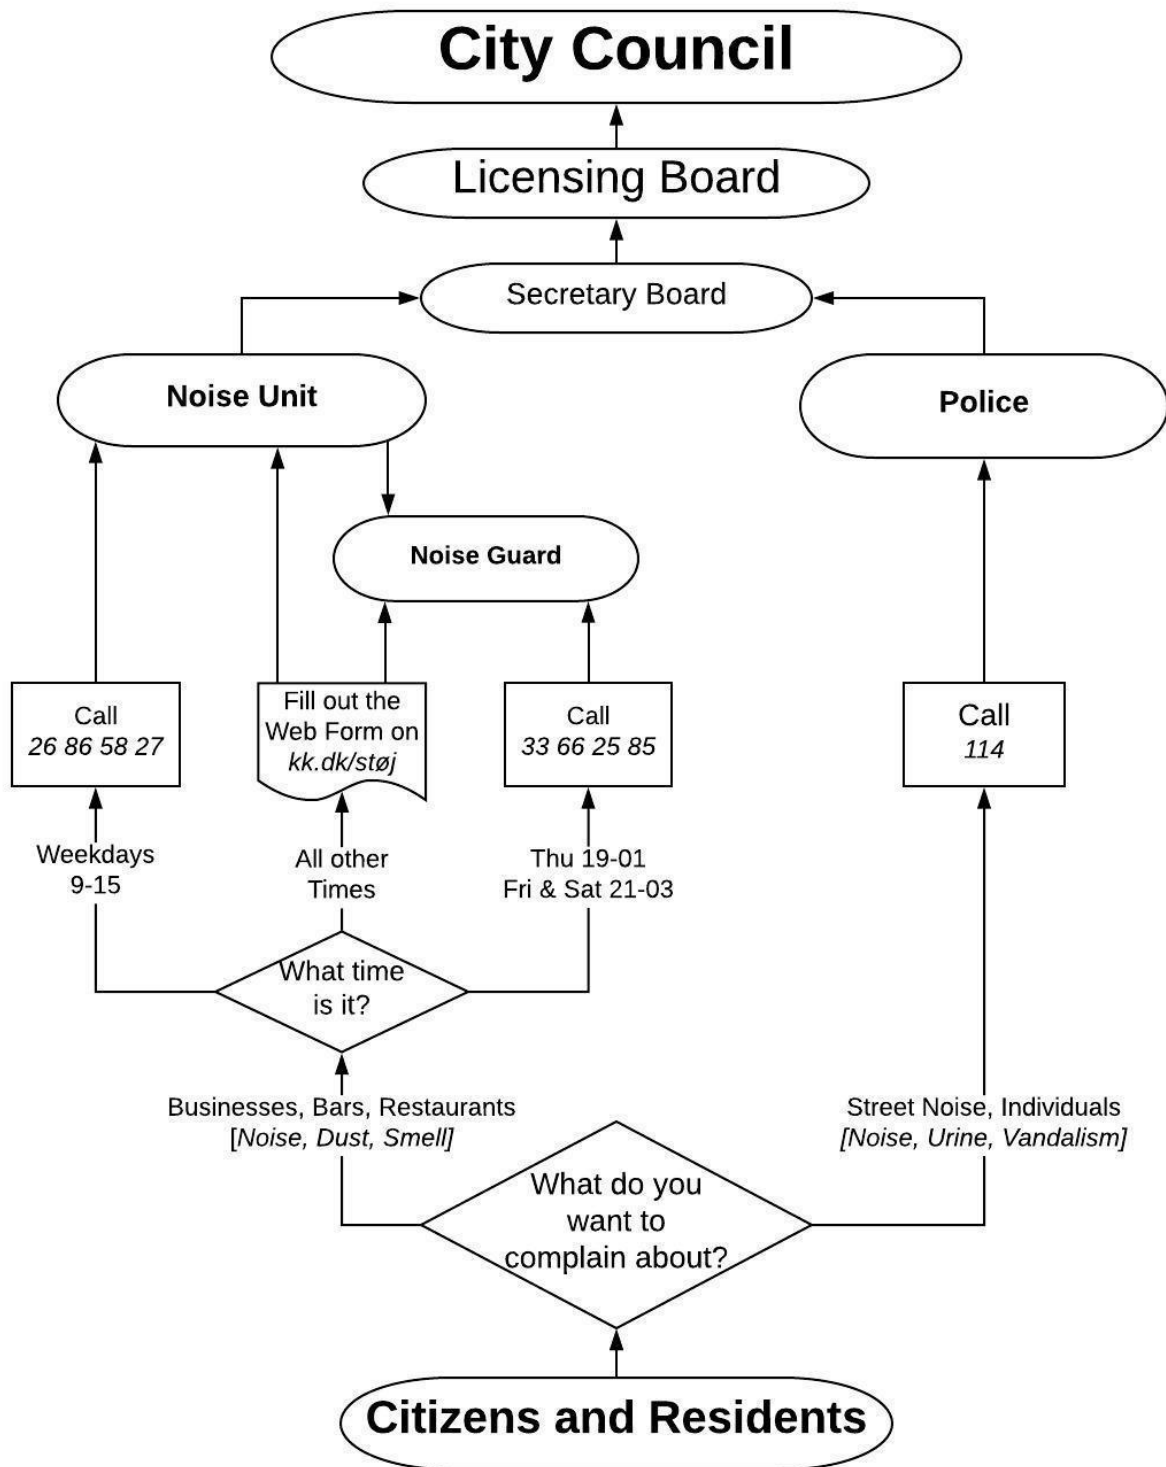 City Council
Licensing Board
Secretary Board
Noise Unit
Police
Noise Guard
Call
26 86 58 27
Fill out the
Web Form on
kk.dk/støj
Call
33 66 25 85
Call
114
Weekdays
9-15
All other
Times
Thu 19-01
Fri & Sat 21-03
What time
is it?
Businesses, Bars, Restaurants
[Noise, Dust, Smell]
Street Noise, Individuals
[Noise, Urine, Vandalism]
What do you
want to
complain about?
Citizens and Residents